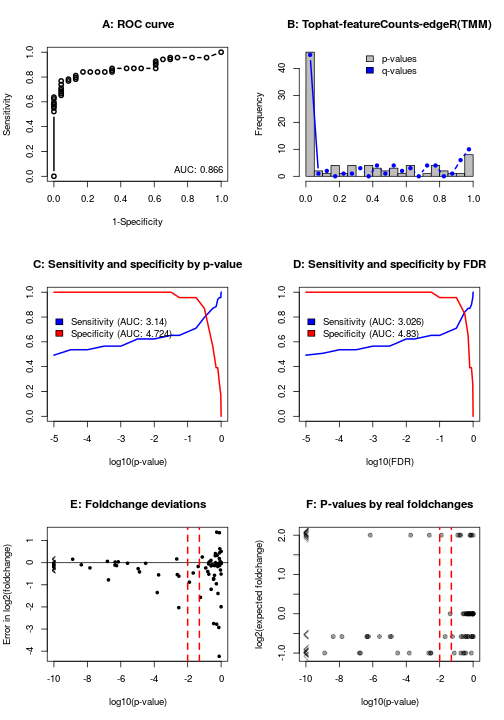 A: ROC curve
Sensitivity
1.0
0.8
0.6
0.4
0.2
0.0
AUC: 0.866
0.0 0.2 0.4 0.6 0.8 1.0
1-Specificity
B: Tophat-featureCounts-edgeR(TMM)
p-values
q-values
Frequency
40
30
20
10
0
0.0 0.2 0.4 0.6 0.8 1.0
C: Sensitivity and specificity by p-value
1.0
0.8
0.6
0.4
0.2
0.0
Sensitivity (AUC: 3.14)
Specificity (AUC: 4.724)
-5 -4 -3 -2 -1 0
log10(p-value)
D: Sensitivity and specificity by FDR
1.0
0.8
0.6
0.4
0.2
0.0
Sensitivity (AUC: 3.026)
Specificity (AUC: 4.83)
-5 -4 -3 -2 -1 0
log10(FDR)
E: Foldchange deviations
Error in log2(foldchange)
1
0
-1
-2
-3
-4
-10 -8 -6 -4 -2 0
log10(p-value)
F: P-values by real foldchanges
log2(expected foldchange)
2.0
1.0
0.0
-1.0
-10 -8 -6 -4 -2 0
log10(p-value)